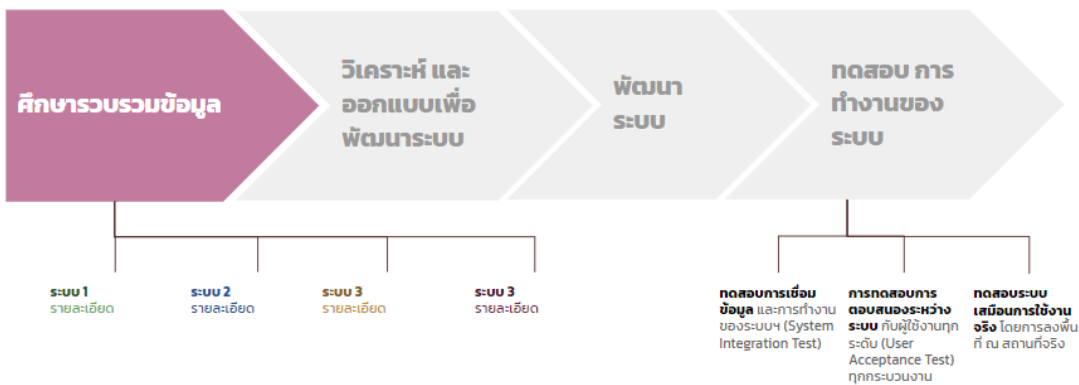 ศึกษารวบรวมข้อมูล
วิเคราะห์ และ
ออกแบบเพื่อ
พัฒนาระบบ
พัฒนา
ระบบ
ทดสอบ การ
ทำงานของ
ระบบ
ระบบ 1
รายละเอียด
ระบบ 2
รายละเอียด
ระบบ 3
รายละเอียด
ระบบ 3
รายละเอียด
ทดสอบการเชื่อม
ข้อมูล และการทำงาน
ของระบบฯ (System
Integration Test)
การทดสอบการ
ตอบสนองระหว่าง
ระบบ กับผู้ใช้งานทุก
ระดับ (User
Acceptance Test)
ทุกกระบวนงาน
ทดสอบระบบ
เสมือนการใช้งาน
จริง โดยการลงพื้น
ที่ ณ สถานที่จริง